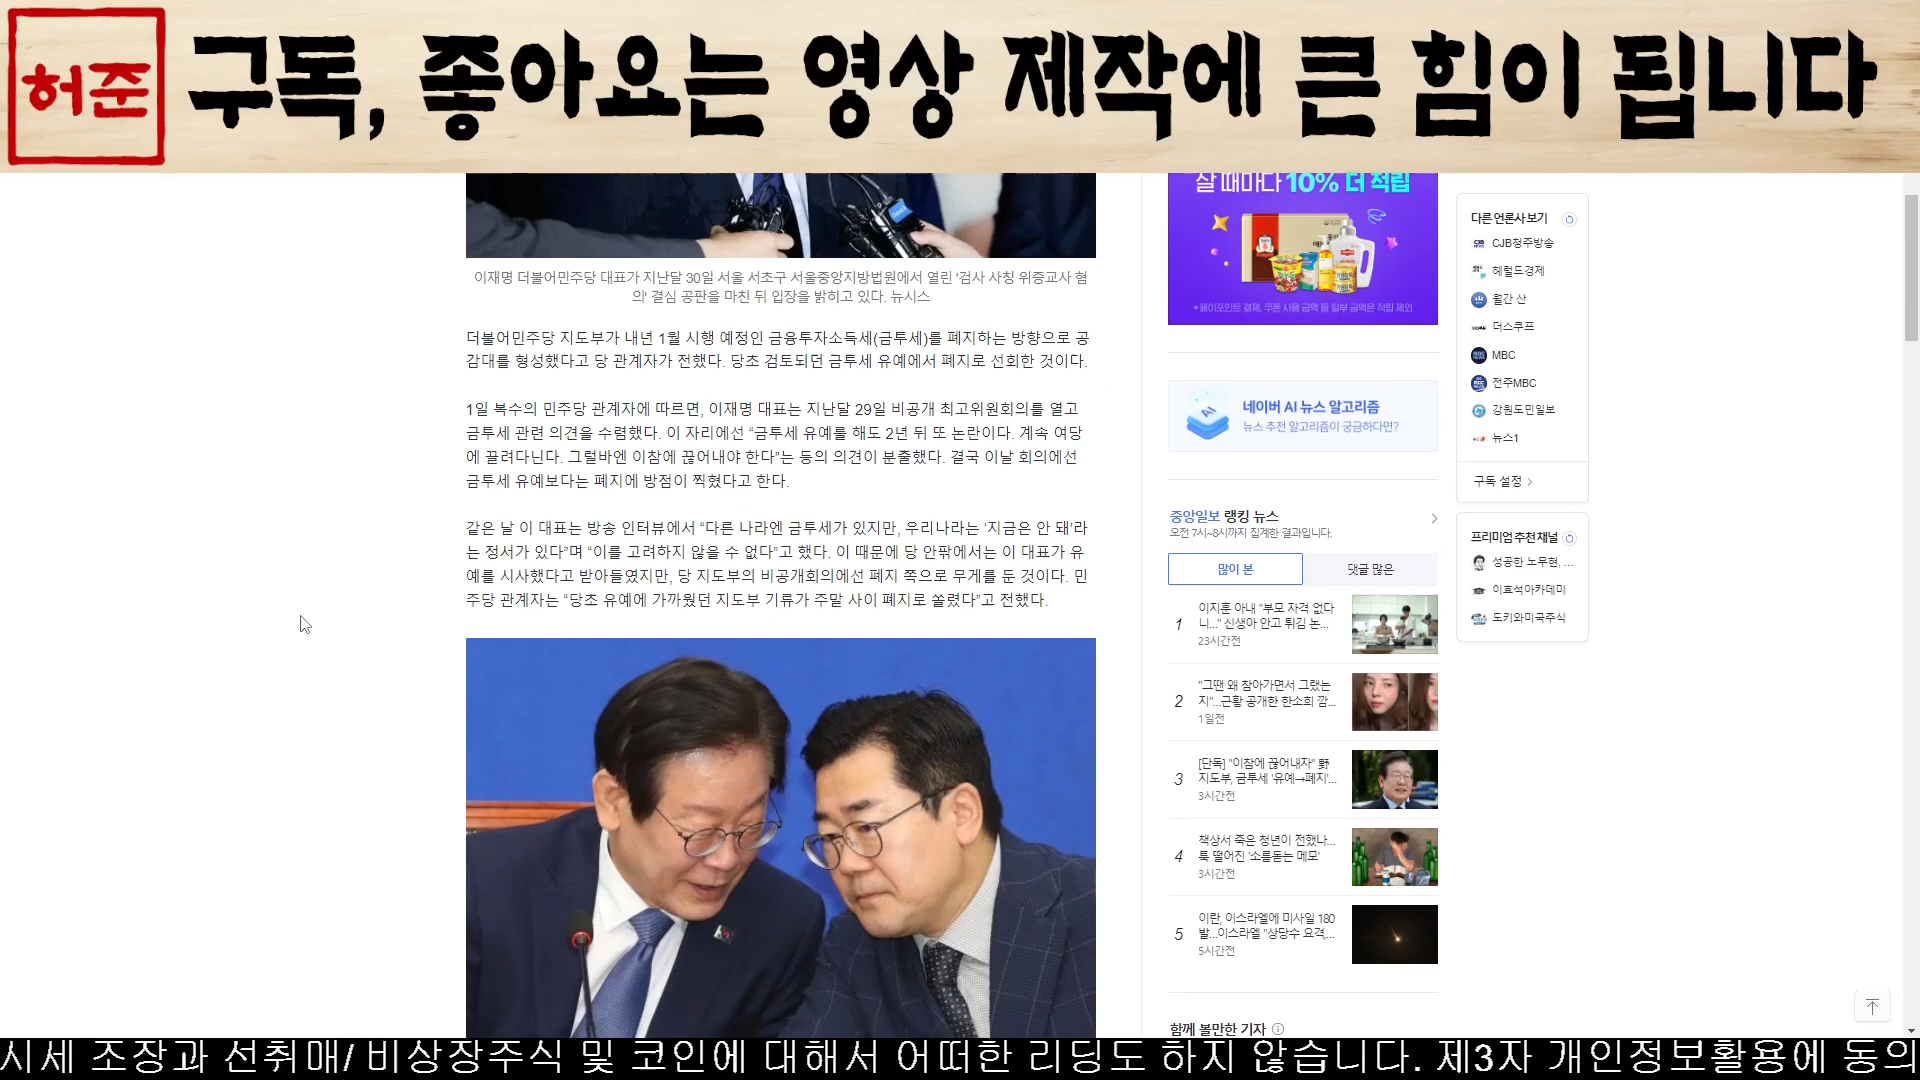 허준
구독, 좋아요는 영상 제작에 큰 힘이 됩니다
이재명 더불어민주당 대표가 지난달 30일 서울 서초구 서울중앙지방법원에서 열린 '검사 사칭 위증교사 혐
의' 결심 공판을 마친 뒤 입장을 밝히고 있다. 뉴시스
더불어민주당 지도부가 내년 1월 시행 예정인 금융투자소득세(금투세)를 폐지하는 방향으로 공
감대를 형성했다고 당 관계자가 전했다. 당초 검토되던 금투세 유예에서 폐지로 선회한 것이다.
1일 복수의 민주당 관계자에 따르면, 이재명 대표는 지난달 29일 비공개 최고위원회의를 열고
금투세 관련 의견을 수렴했다. 이 자리에선 “금투세 유예를 해도 2년 뒤 또 논란이다. 계속 여당
에 끌려다닌다. 그럴바엔 이참에 끊어내야 한다”는 등의 의견이 분출했다. 결국 이날 회의에선
금투세 유예보다는 폐지에 방점이 찍혔다고 한다.
같은 날 이 대표는 방송 인터뷰에서 “다른 나라엔 금투세가 있지만, 우리나라는 ‘지금은 안 돼’라
는 정서가 있다”며 “이를 고려하지 않을 수 없다”고 했다. 이 때문에 당 안팎에서는 이 대표가 유
예를 시사했다고 받아들였지만, 당 지도부의 비공개회의에선 폐지 쪽으로 무게를 둔 것이다. 민
주당 관계자는 “당초 유예에 가까웠던 지도부 기류가 주말 사이 폐지로 쏠렸다”고 전했다.
살 때마다 10% 더 적립
*페이포인트 결제, 쿠폰 사용 금액 등 일부 금액은 적립 제외
AI
네이버 AI 뉴스 알고리즘
뉴스 추천 알고리즘이 궁금하다면?
중앙일보 랭킹 뉴스
오전 7시~8시까지 집계한 결과입니다.
많이 본
댓글 많은
1
이지훈 아내 "부모 자격 없다
니..." 신생아 안고 튀김 논...
23시간전
2
"그땐 왜 참아가면서 그랬는
지"...근황 공개한 한소희 깜...
1일전
3
[단독] "이참에 끊어내자" 野
지도부, 금투세 '유예→폐지'...
3시간전
4
책상서 죽은 청년이 전했나...
툭 떨어진 '소름돋는 메모'
3시간전
5
이란, 이스라엘에 미사일 180
발...이스라엘 "상당수 요격,...
5시간전
함께 볼만한 기자
다른 언론사 보기
CJB청주방송
헤럴드경제
월간 산
더스쿠프
MBC
전주MBC
강원도민일보
뉴스1
구독 설정
프리미엄 추천 채널
성공한 노무현, ...
이효석아카데미
도키와미국주식
시세 조장과 선취매/ 비상장주식 및 코인에 대해서 어떠한 리딩도 하지 않습니다. 제3자 개인정보활용에 동의